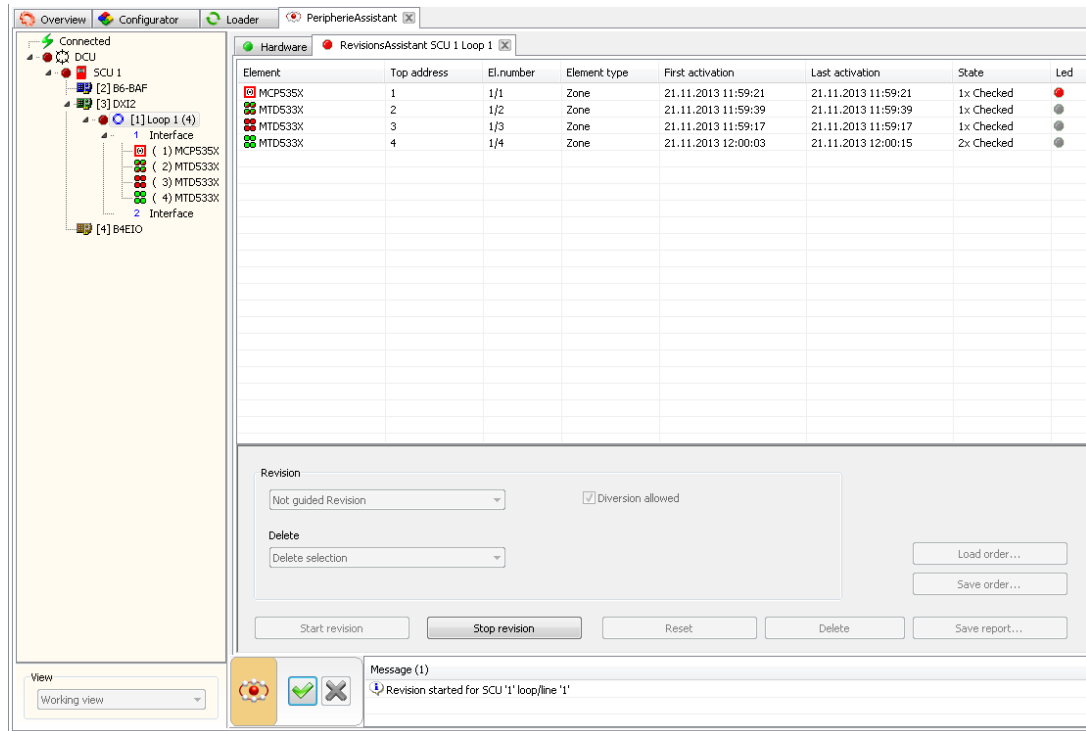 Overview Configurator Loader PeripherieAssistant
Connected
DCU
SCU 1
[2] B6-BAF
[3] DXI2
[1] Loop 1 (4)
1 Interface
( 1) MCP535X
( 2) MTD533X
( 3) MTD533X
( 4) MTD533X
2 Interface
[4] B4EIO
View
Working view
Hardware RevisionsAssistant SCU 1 Loop 1
Element Top address El.number Element type First activation Last activation State Led
MCP535X 1 1/1 Zone 21.11.2013 11:59:21 21.11.2013 11:59:21 1x Checked
MTD533X 2 1/2 Zone 21.11.2013 11:59:39 21.11.2013 11:59:39 1x Checked
MTD533X 3 1/3 Zone 21.11.2013 11:59:17 21.11.2013 11:59:17 1x Checked
MTD533X 4 1/4 Zone 21.11.2013 12:00:03 21.11.2013 12:00:15 2x Checked
Revision
Not guided Revision Diversion allowed
Delete
Delete selection
Load order...
Save order...
Start revision Stop revision Reset Delete Save report...
Message (1)
Revision started for SCU '1' loop/line '1'